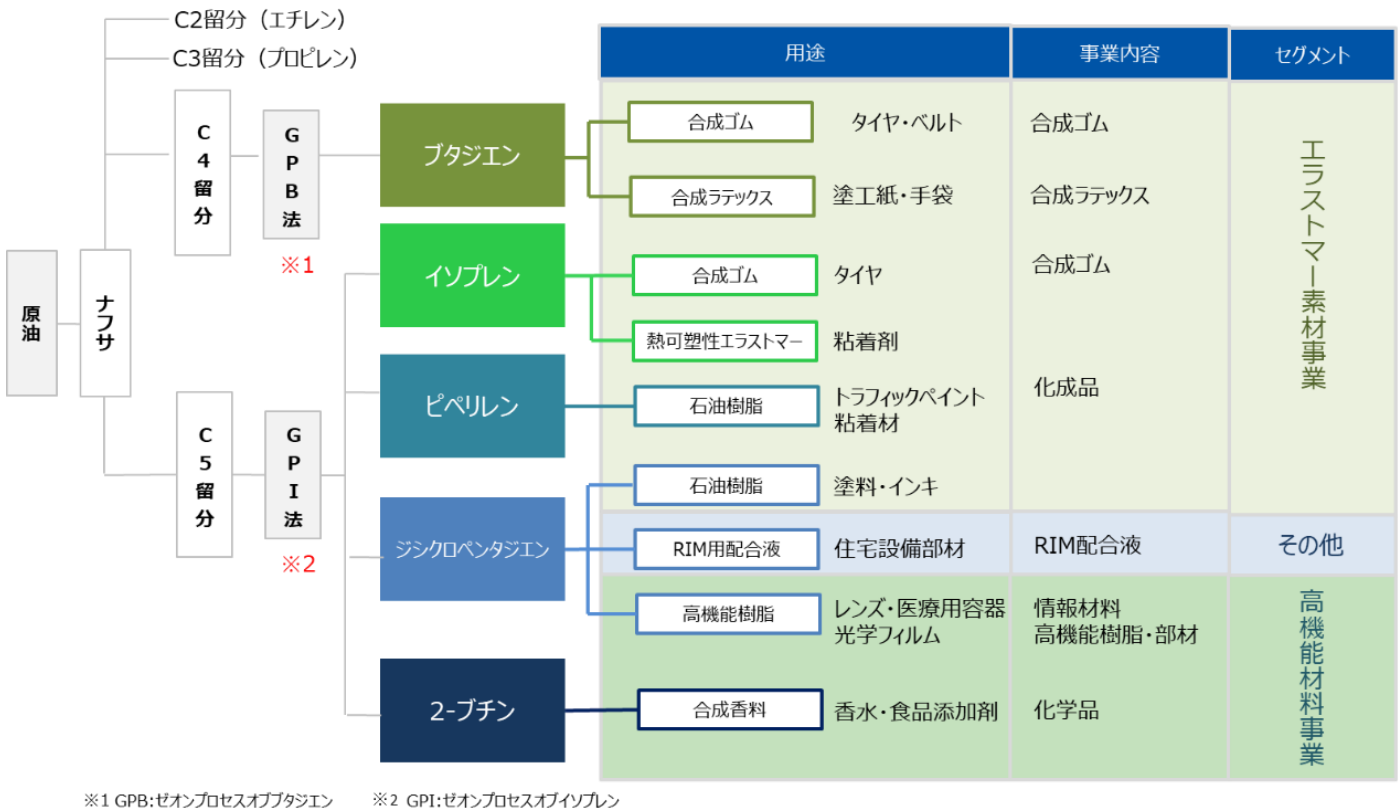 C2留分（エチレン）
C3留分（プロピレン）
用途
事業内容
セグメント
原油
ナフサ
C4留分
GPB法
※1
C5留分
GPI法
※2
ブタジエン
合成ゴム
タイヤ・ベルト
合成ゴム
合成ラテックス
塗工紙・手袋
合成ラテックス
イソプレン
合成ゴム
タイヤ
合成ゴム
熱可塑性エラストマー
粘着剤
ピペリレン
石油樹脂
トラフィックペイント
粘着材
化成品
ジシクロペンタジエン
石油樹脂
塗料・インキ
エラストマー素材事業
RIM用配合液
住宅設備部材
RIM配合液
その他
高機能樹脂
レンズ・医療用容器
光学フィルム
情報材料
高機能樹脂・部材
2-ブチン
合成香料
香水・食品添加剤
化学品
高機能材料事業
※1 GPB:ゼオンプロセスオブブタジエン
※2 GPI:ゼオンプロセスオブイソプレン